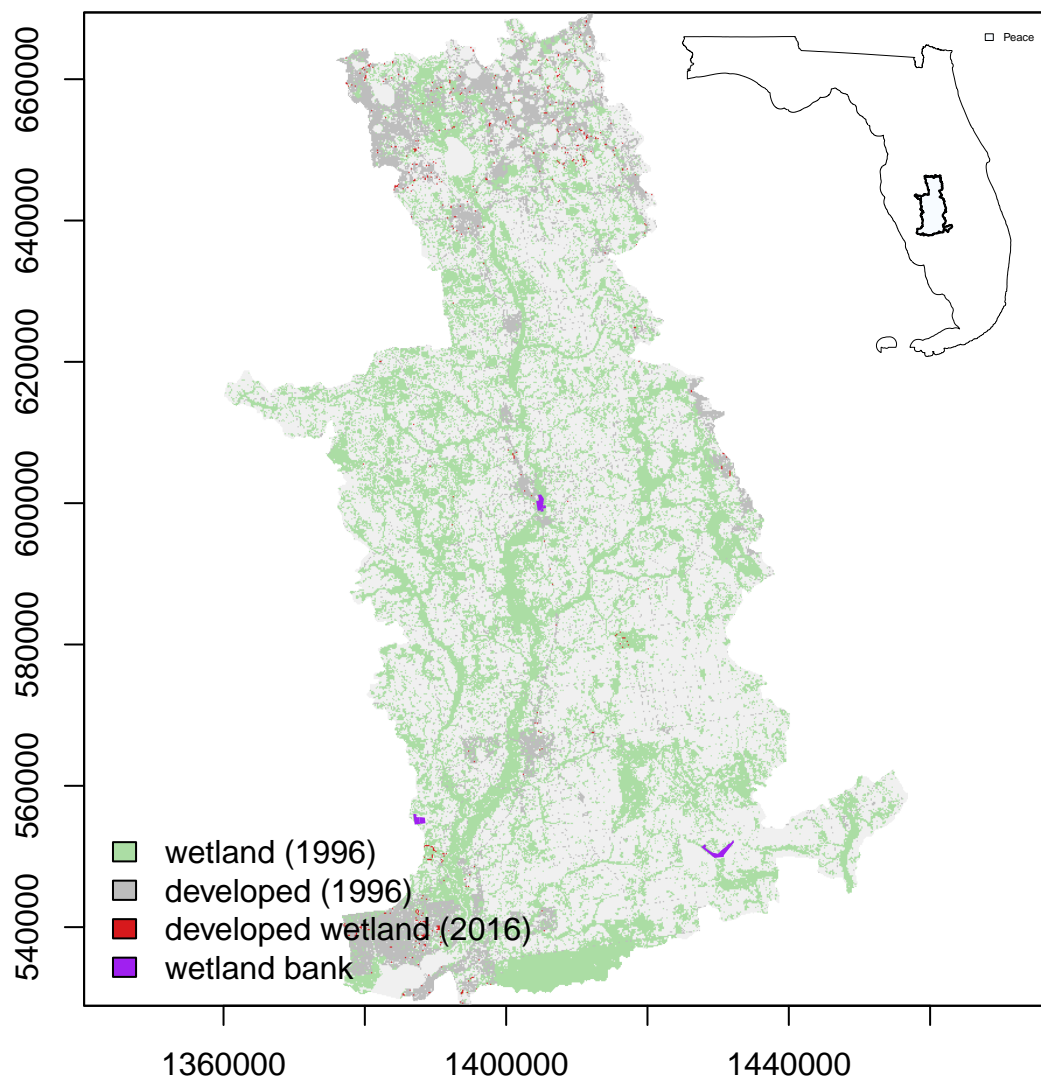 Peace
660000
640000
620000
600000
580000
560000
540000
wetland (1996)
developed (1996)
developed wetland (2016)
wetland bank
1360000
1400000
1440000